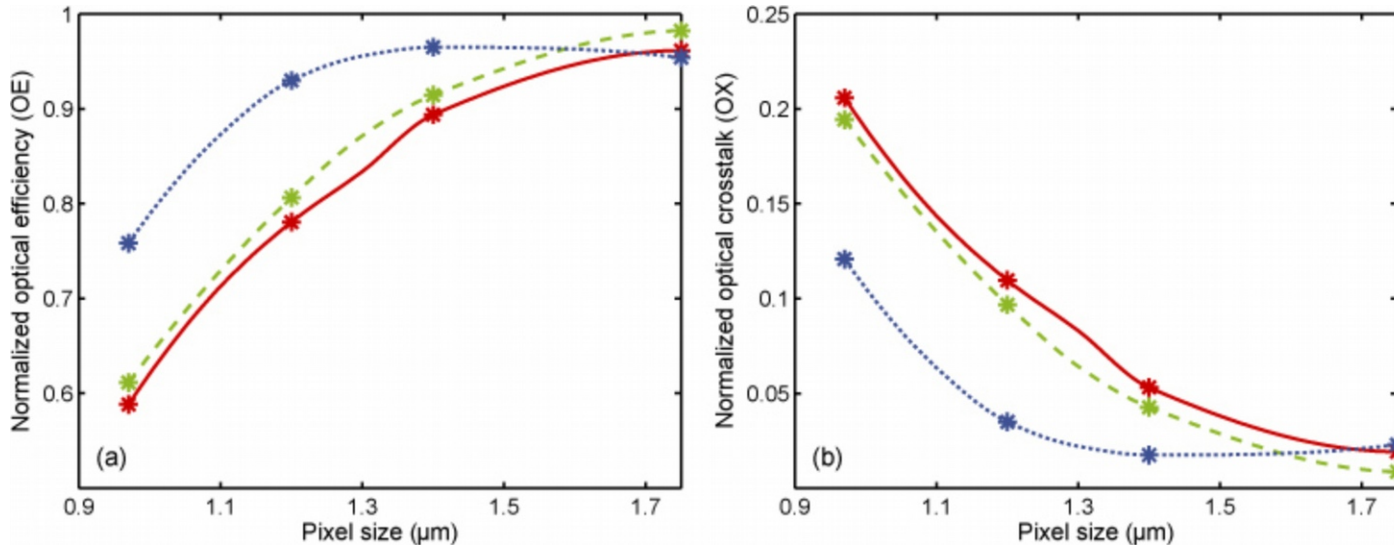 Normalized optical efficiency (OE)
1
0.9
0.8
0.7
0.6
(a)
0.9 1.1 1.3 1.5 1.7
Pixel size (µm)
Normalized optical crosstalk (OX)
0.25
0.2
0.15
0.1
0.05
(b)
0.9 1.1 1.3 1.5 1.7
Pixel size (µm)